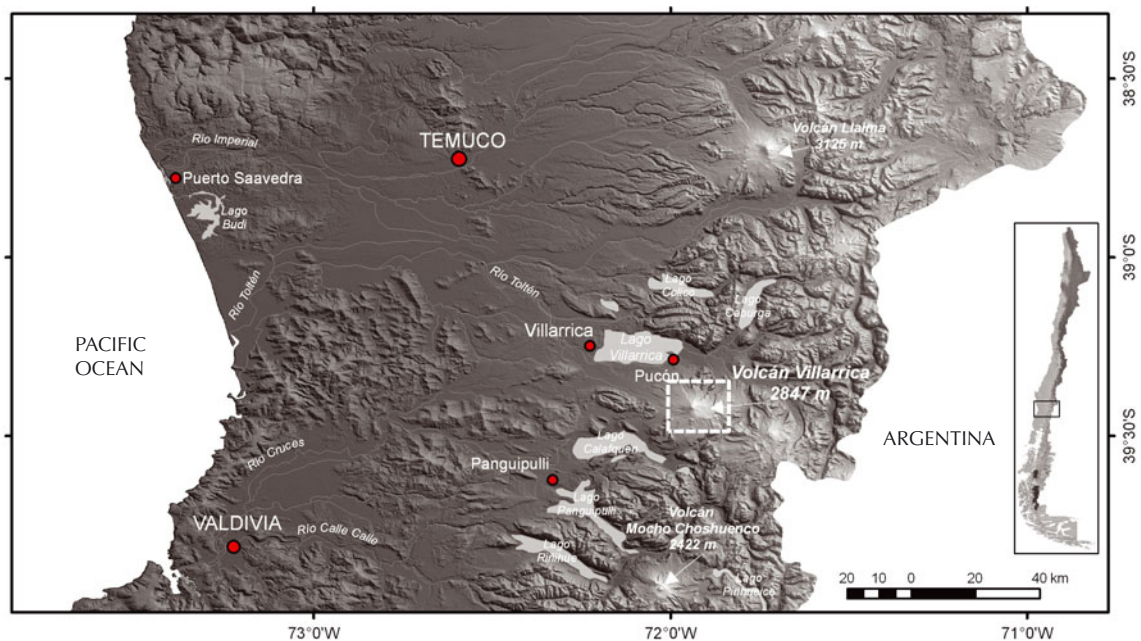 38°30'S
Volcán Llaima
3125 m
TEMUCO
Río Imperial
Puerto Saavedra
Lago
Budi
39°0'S
Río Toltén
Río Toltén
Lago
Colico
Lago
Caburga
PACIFIC
OCEAN
Villarrica
Lago
Villarrica
Pucón
Volcán Villarrica
2847 m
ARGENTINA
39°30'S
Lago
Calafquen
Río Cruces
Panguipulli
Lago
Panguipulli
Volcán
Mocho Choshuenco
2422 m
VALDIVIA
Río Calle Calle
Lago
Riñihue
Lago
Pirihueico
20 10 0 20 40 km
73°0'W
72°0'W
71°0'W